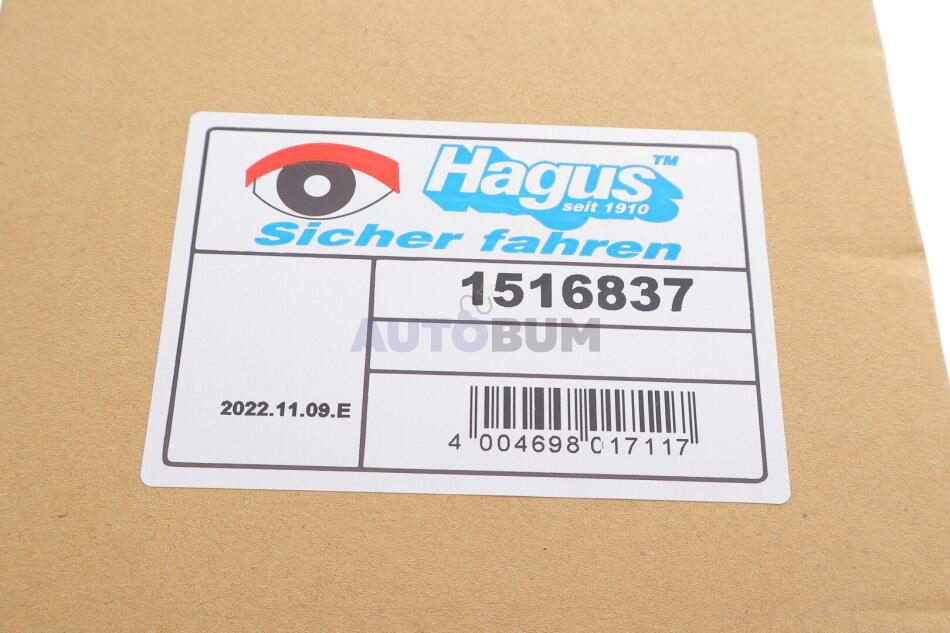 Hagus™
seit 1910
Sicher fahren
1516837
AUTOBUM
2022.11.09.E
4 004698 017117